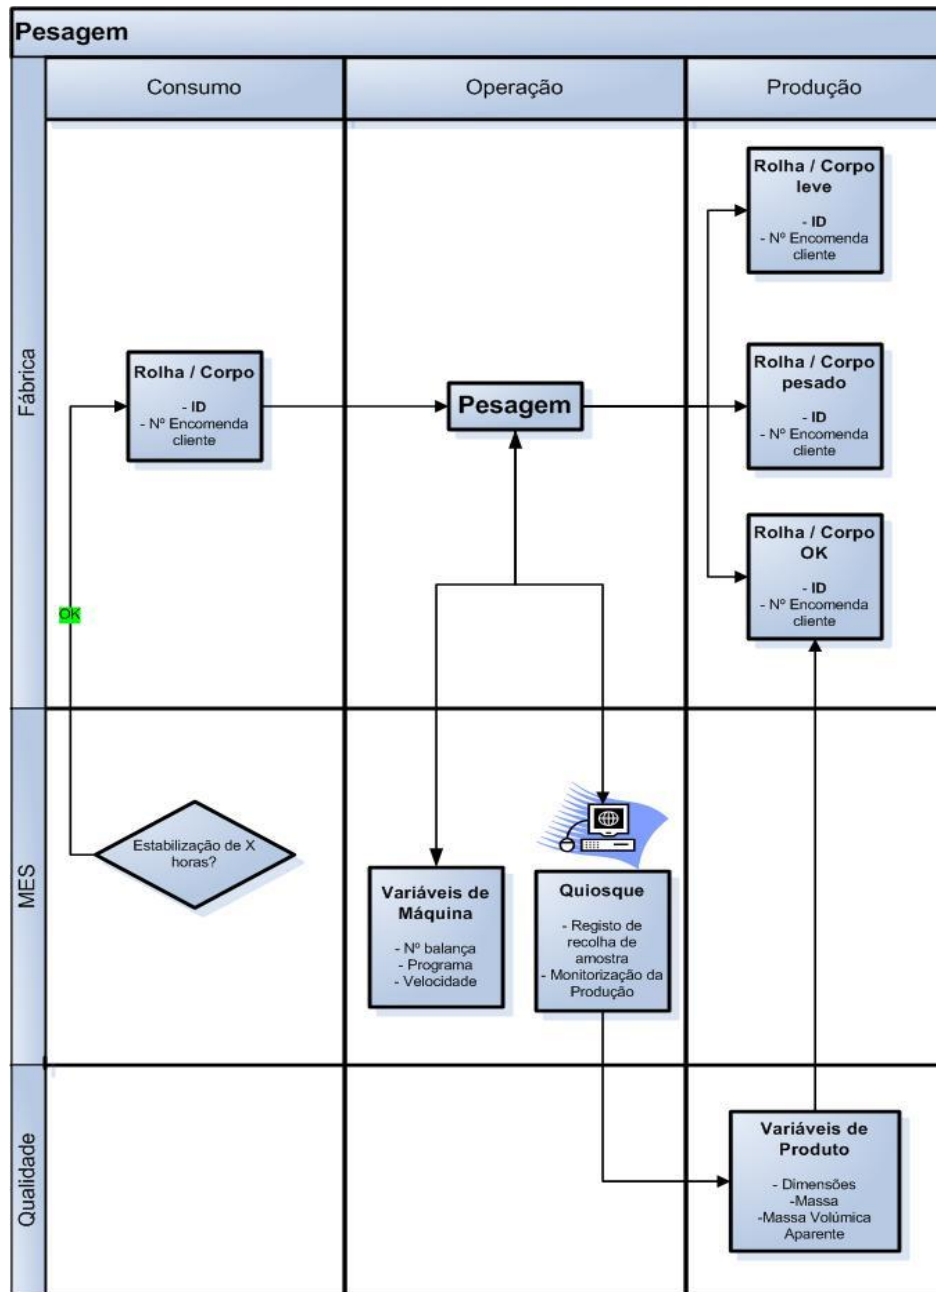 Pesagem
Consumo
Operação
Produção
Fábrica
Rolha / Corpo
leve
- ID
- Nº Encomenda
cliente
Rolha / Corpo
- ID
- Nº Encomenda
cliente
Pesagem
Rolha / Corpo
pesado
- ID
- Nº Encomenda
cliente
Rolha / Corpo
OK
- ID
- Nº Encomenda
cliente
OK
MES
Estabilização de X
horas?
Variáveis de
Máquina
- Nº balança
- Programa
- Velocidade
Quiosque
- Registo de
recolha de
amostra
- Monitorização da
Produção
Qualidade
Variáveis de
Produto
- Dimensões
-Massa
-Massa Volúmica
Aparente